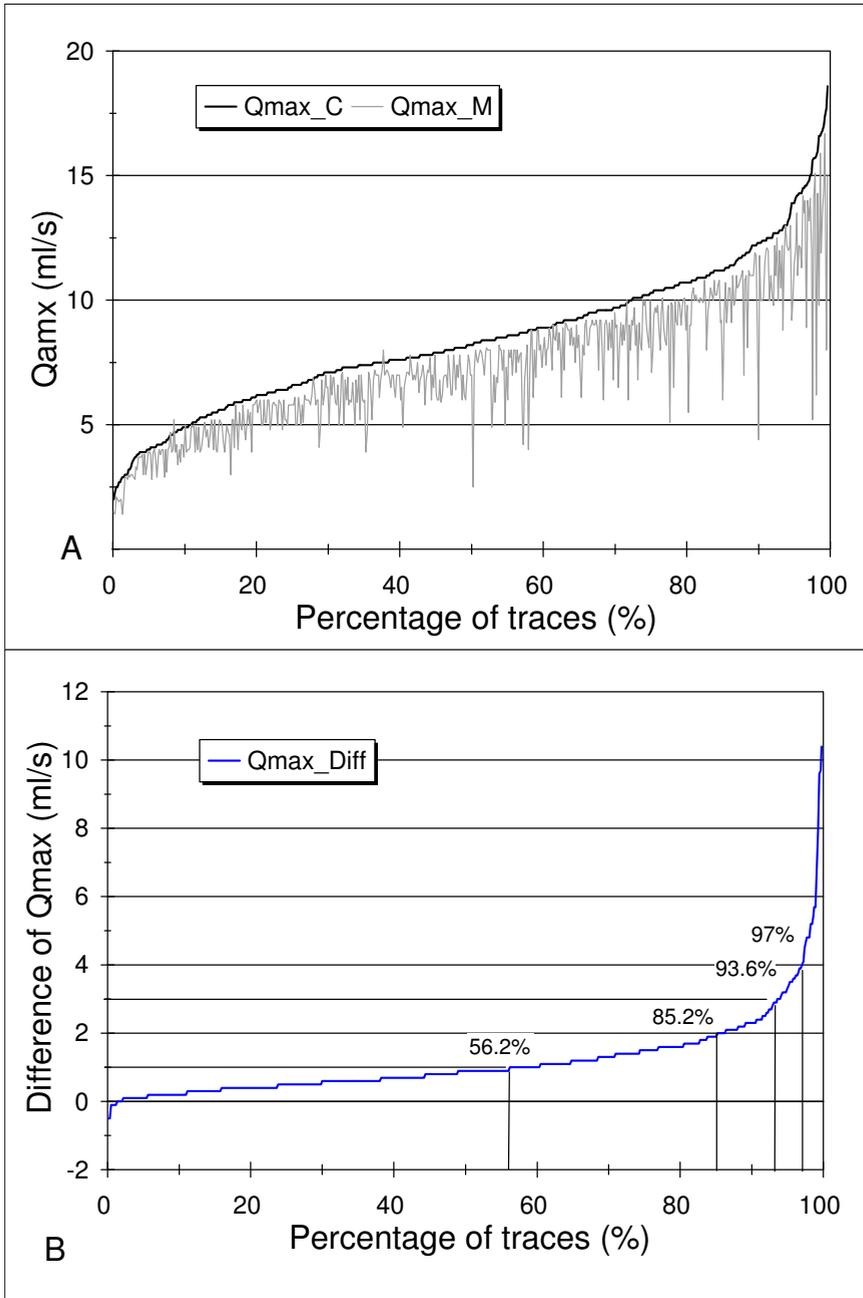 20
Qmax_C Qmax_M
15
10
5
Qamx (ml/s)
A
0 20 40 60 80 100
Percentage of traces (%)
12
Qmax_Diff
10
8
6
97%
4
93.6%
85.2%
2
56.2%
0
-2
Difference of Qmax (ml/s)
0 20 40 60 80 100
Percentage of traces (%)
B